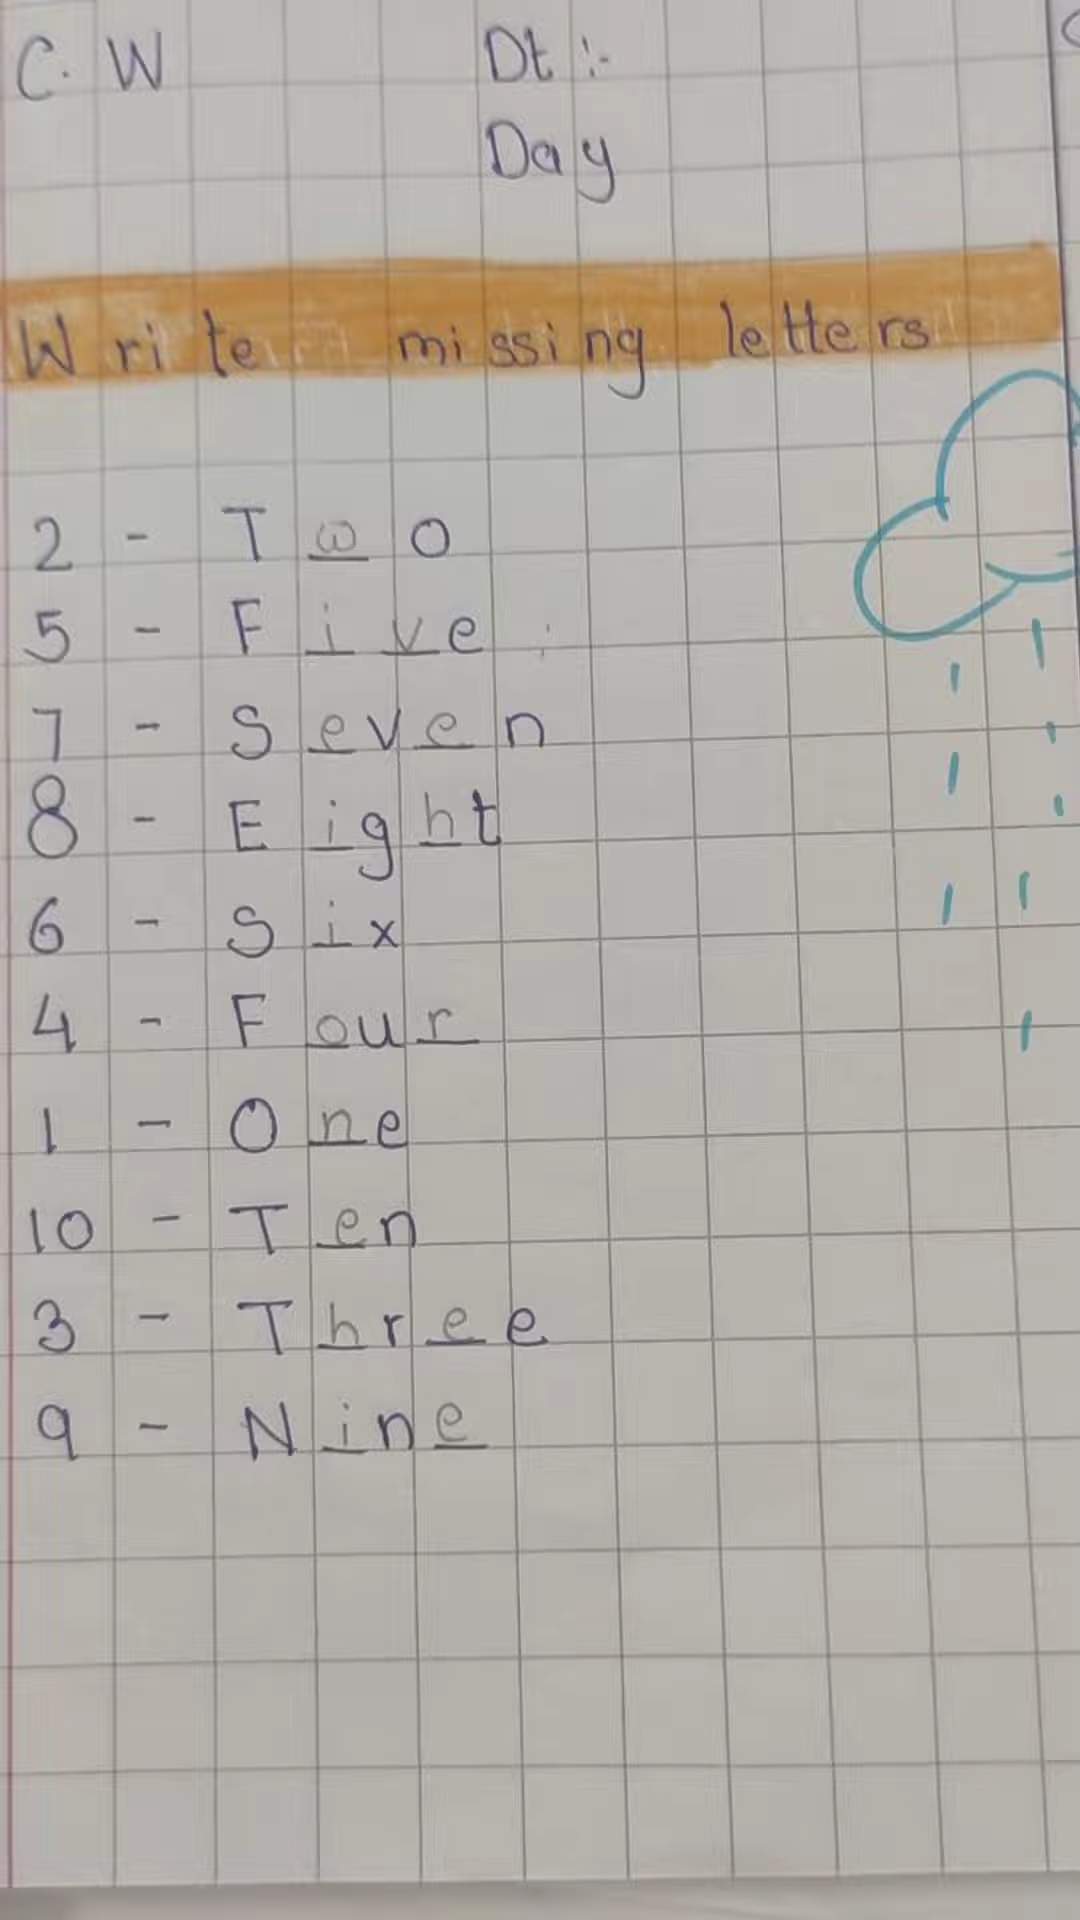 C. W Dt :-
Day
Write missing letters
2 - Two
5 - Five
7 - Seven
8 - Eight
6 - Six
4 - Four
1 - One
10 - Ten
3 - Three
9 - Nine